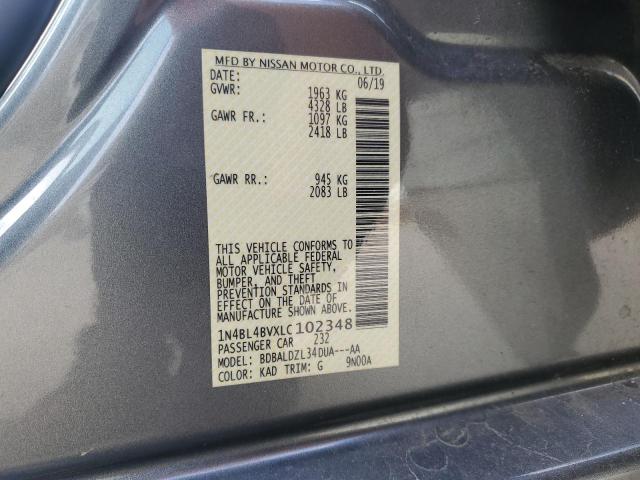 MFD BY NISSAN MOTOR CO., LTD.
DATE: 06/19
GVWR: 1963 KG
4328 LB
GAWR FR.: 1097 KG
2418 LB
GAWR RR.: 945 KG
2083 LB
THIS VEHICLE CONFORMS TO
ALL APPLICABLE FEDERAL
MOTOR VEHICLE SAFETY,
BUMPER, AND THEFT
PREVENTION STANDARDS IN
EFFECT ON THE DATE OF
MANUFACTURE SHOWN ABOVE.
1N4BL4BVXLC102348
PASSENGER CAR 232
MODEL: BDBALDZL34DUA---AA
COLOR: KAD TRIM: G 9N00A